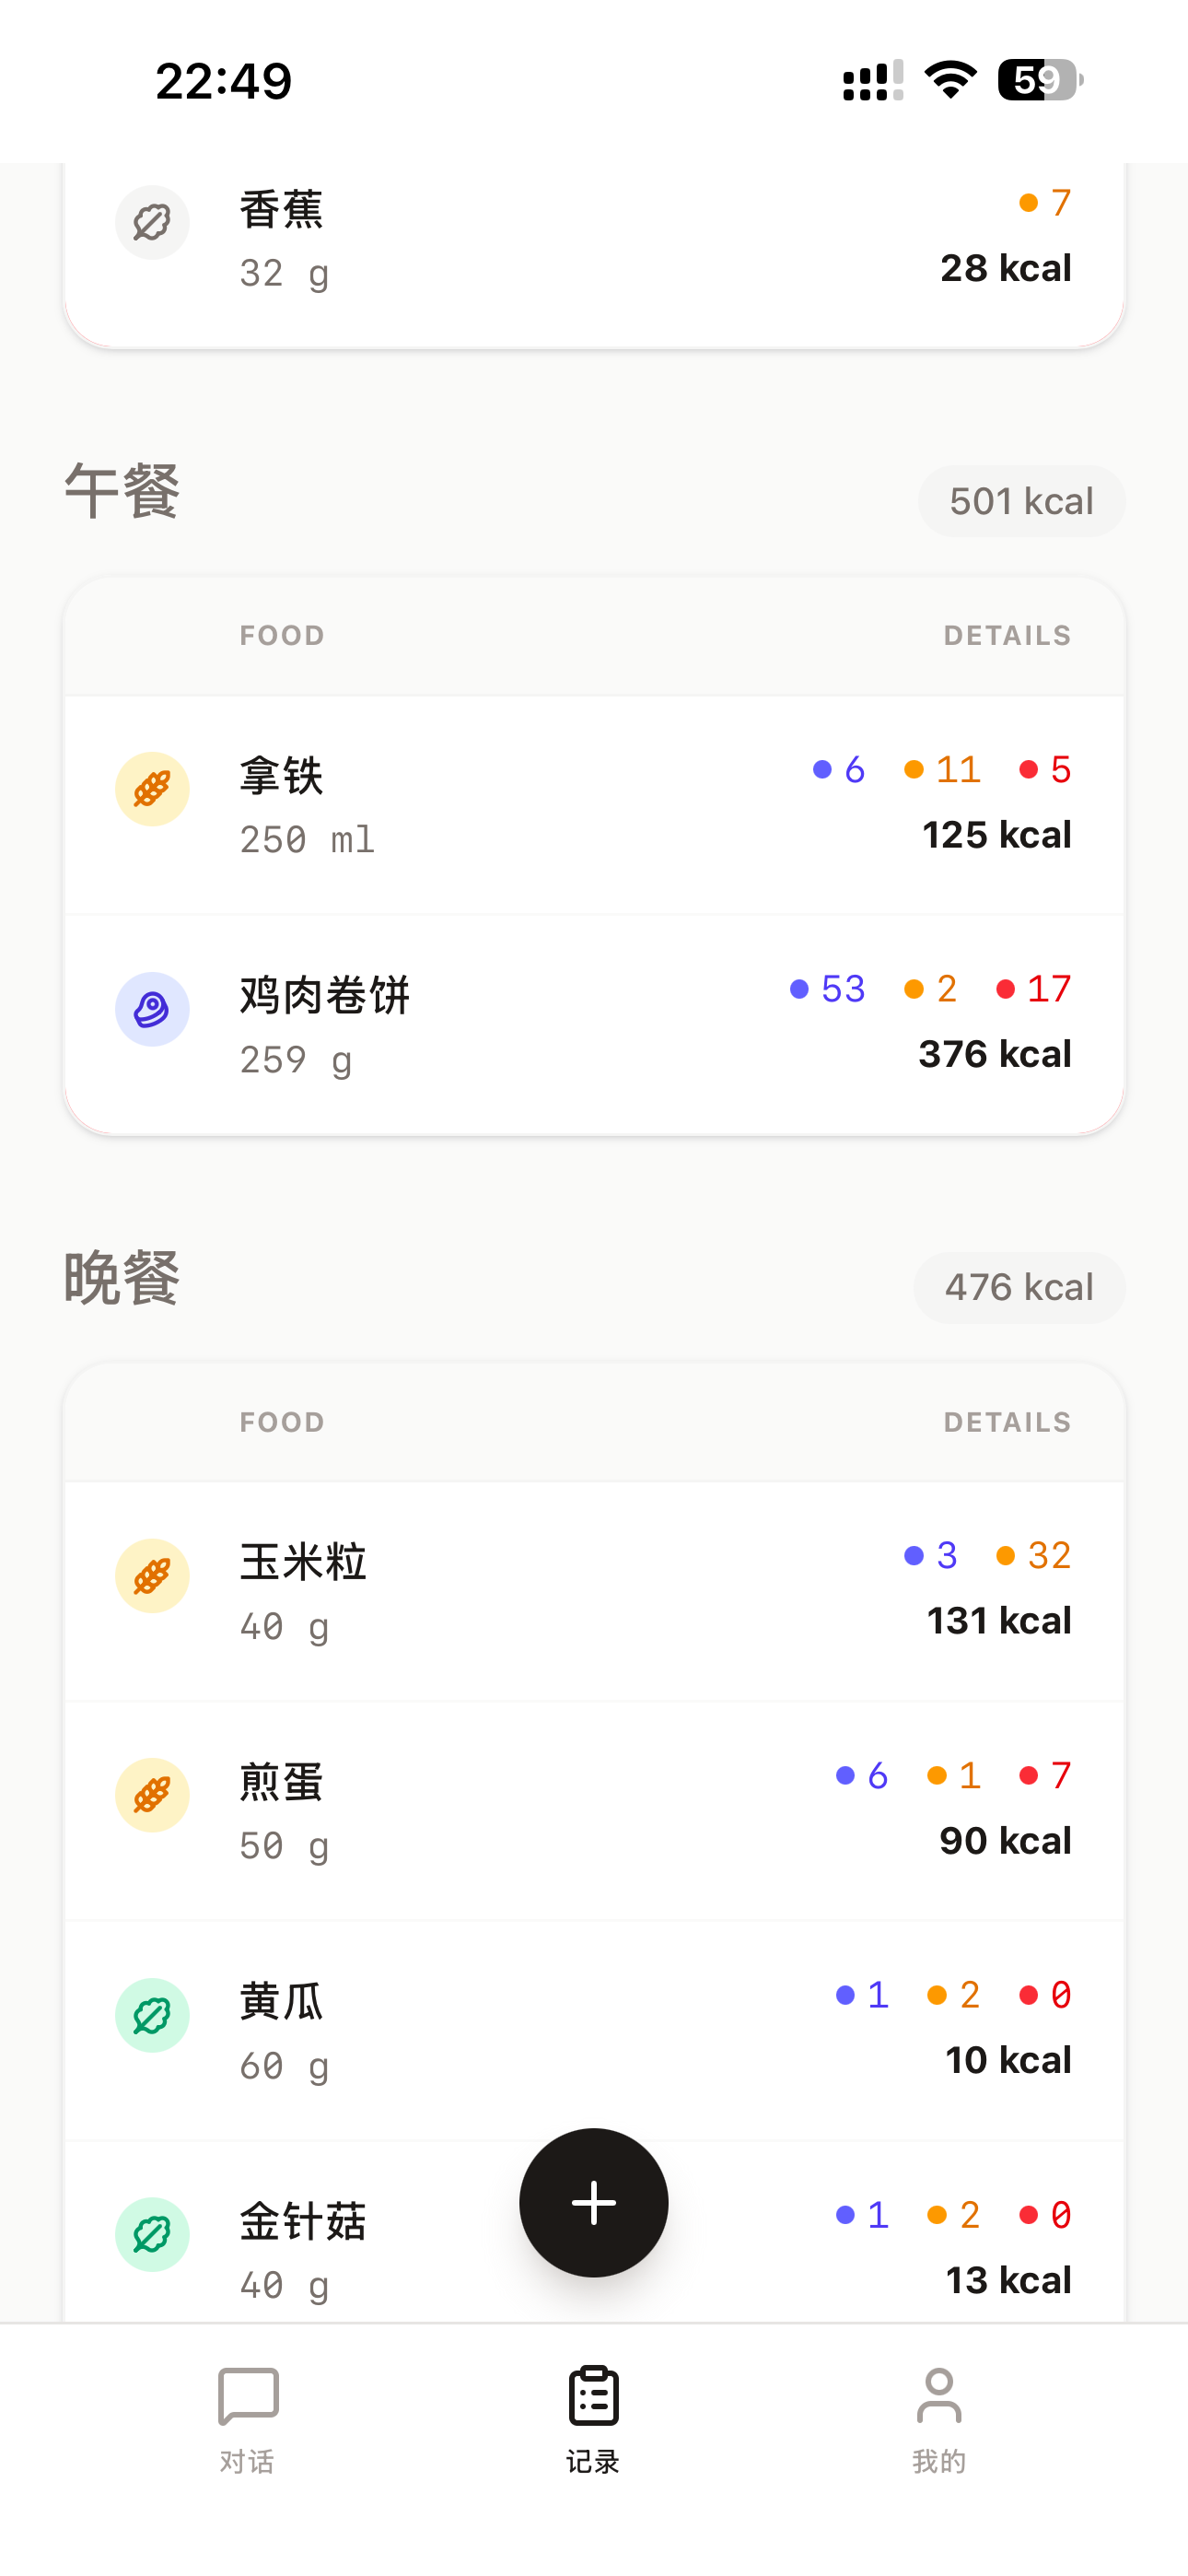 22:49
59
香蕉
7
32 g
28 kcal
午餐
501 kcal
FOOD DETAILS
拿铁
6 11 5
250 ml
125 kcal
鸡肉卷饼
53 2 17
259 g
376 kcal
晚餐
476 kcal
FOOD DETAILS
玉米粒
3 32
40 g
131 kcal
煎蛋
6 1 7
50 g
90 kcal
黄瓜
1 2 0
60 g
10 kcal
金针菇
1 2 0
40 g
13 kcal
对话 记录 我的